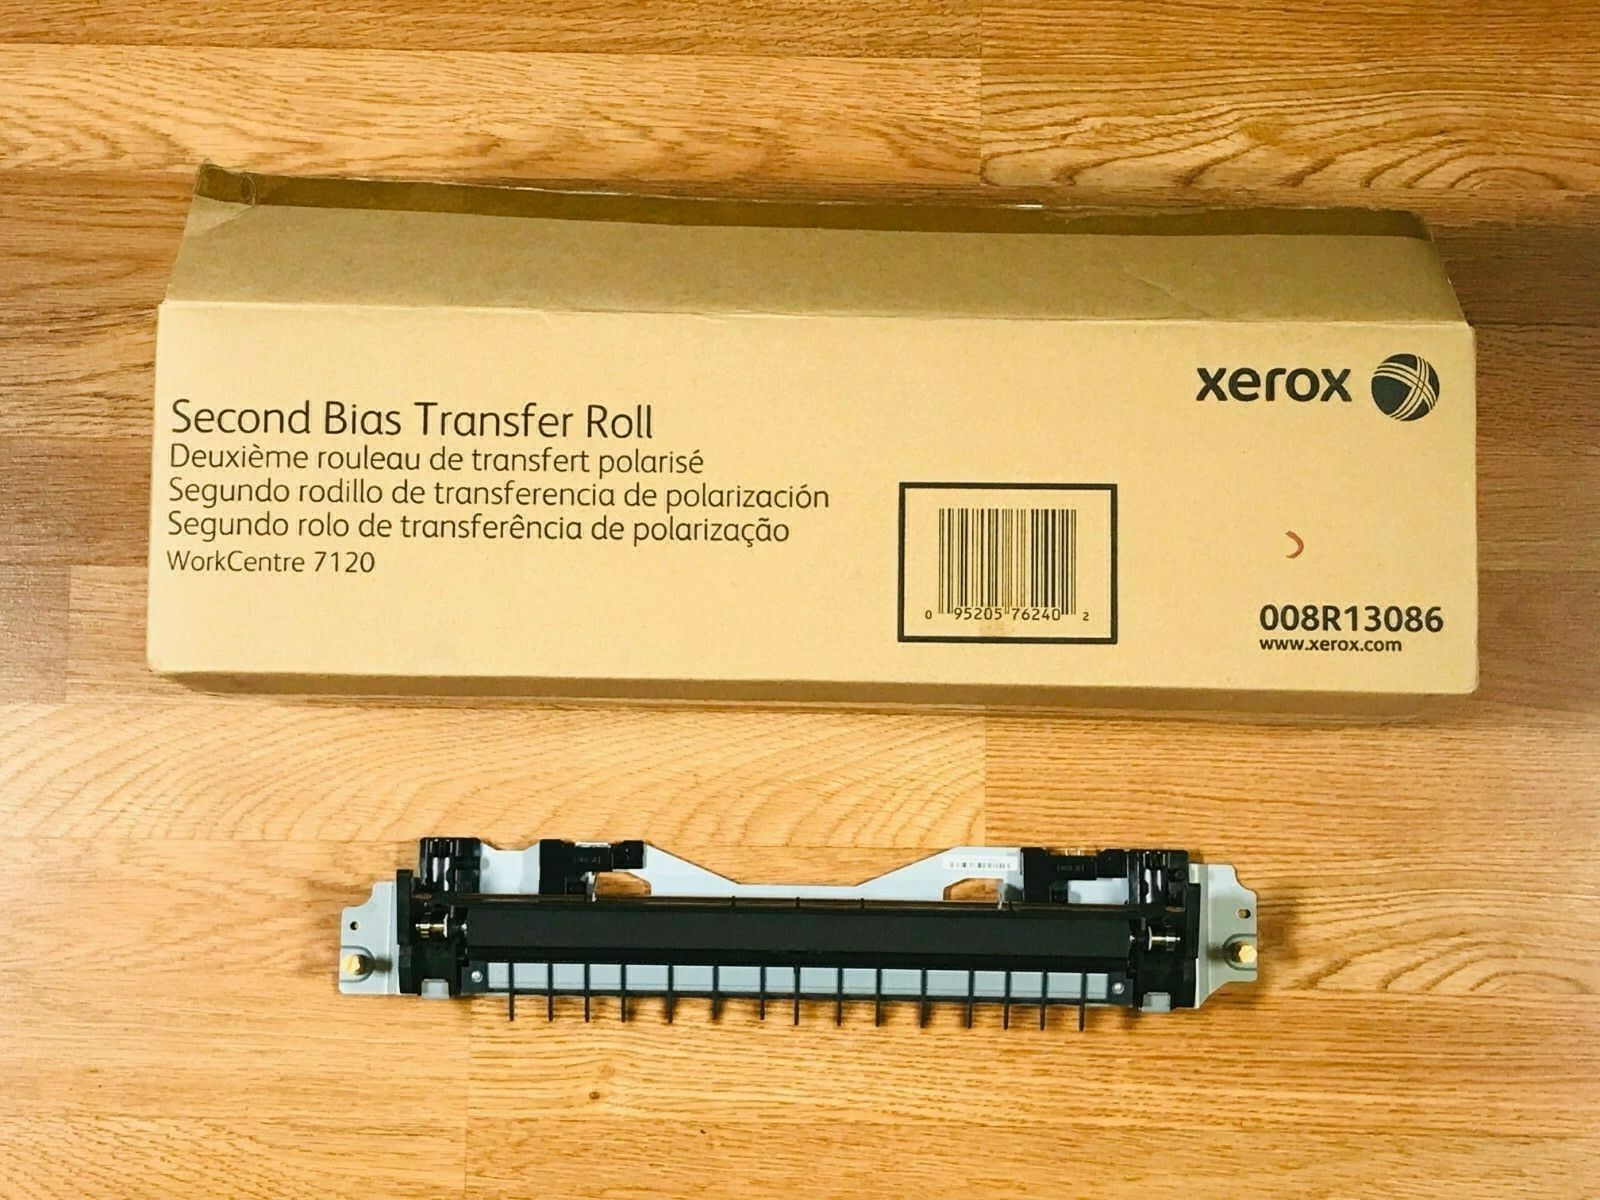 xerox
Second Bias Transfer Roll
Deuxième rouleau de transfert polarisé
Segundo rodillo de transferencia de polarización
Segundo rolo de transferência de polarização
WorkCentre 7120
0 95205 76240 2
008R13086
www.xerox.com